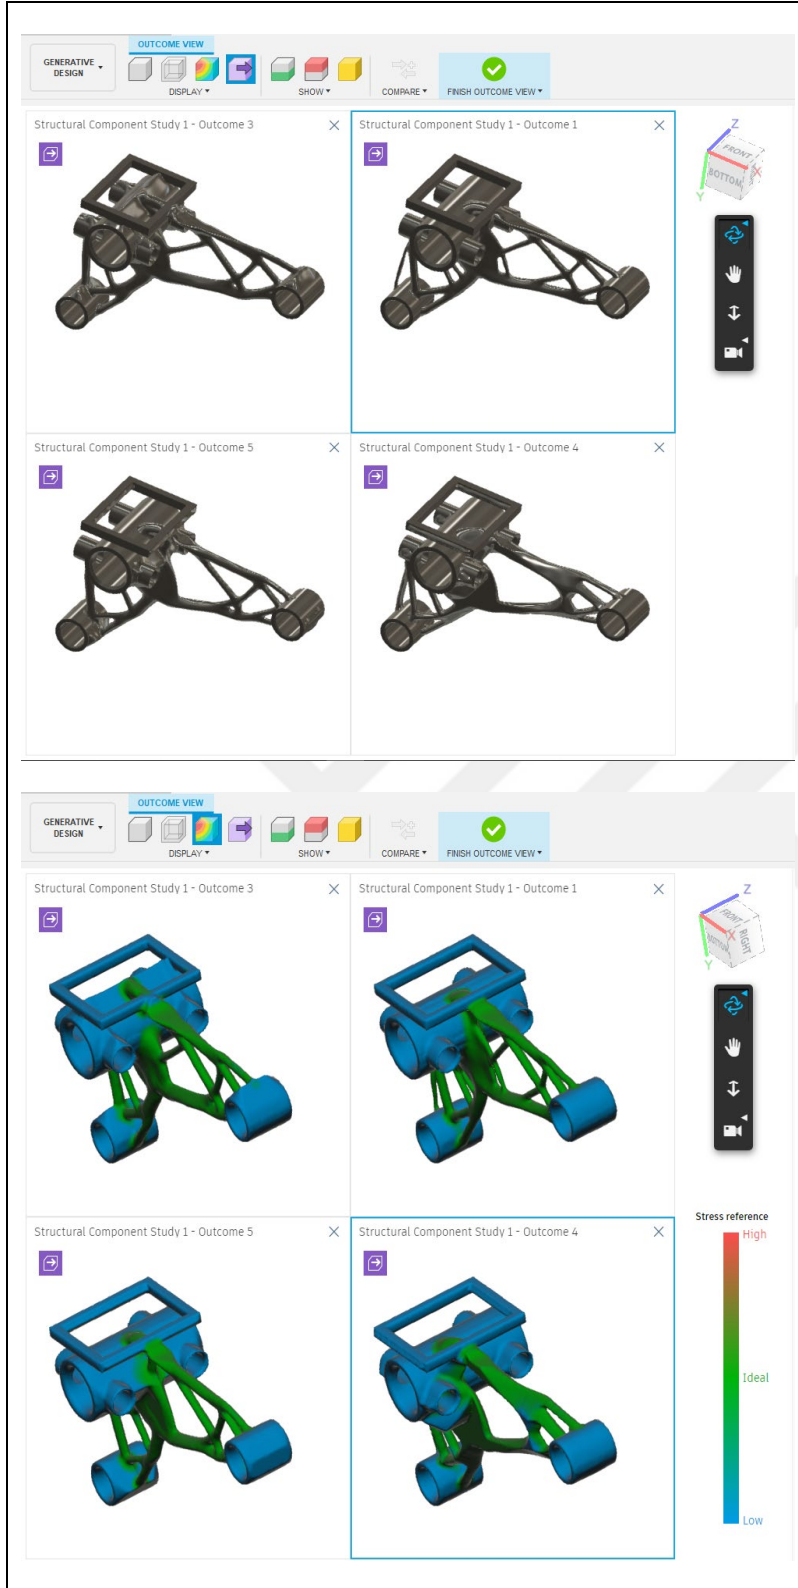 OUTCOME VIEW
GENERATIVE
DESIGN
DISPLAY
SHOW
COMPARE
FINISH OUTCOME VIEW
Structural Component Study 1 - Outcome 3
Structural Component Study 1 - Outcome 1
Z
FRONT
BOTTOM
X
Y
Structural Component Study 1 - Outcome 5
Structural Component Study 1 - Outcome 4
OUTCOME VIEW
GENERATIVE
DESIGN
DISPLAY
SHOW
COMPARE
FINISH OUTCOME VIEW
Structural Component Study 1 - Outcome 3
Structural Component Study 1 - Outcome 1
Z
FRONT
RIGHT
BOTTOM
X
Y
Structural Component Study 1 - Outcome 5
Structural Component Study 1 - Outcome 4
Stress reference
High
Ideal
Low